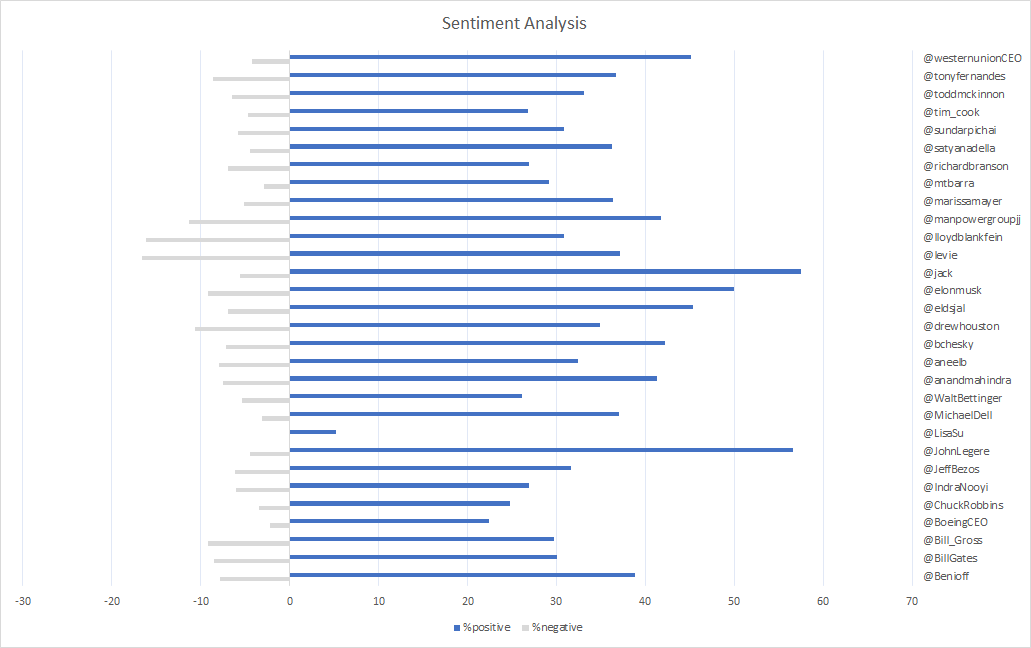 Sentiment Analysis
@westernunionCEO
@tonyfernandes
@toddmckinnon
@tim_cook
@sundarpichai
@satyanadella
@richardbranson
@mtbarra
@marissamayer
@manpowergroupjj
@lloydblankfein
@levie
@jack
@elonmusk
@eldsjal
@drewhouston
@bchesky
@aneelb
@anandmahindra
@WaltBettinger
@MichaelDell
@LisaSu
@JohnLegere
@JeffBezos
@IndraNooyi
@ChuckRobbins
@BoeingCEO
@Bill_Gross
@BillGates
@Benioff
-30 -20 -10 0 10 20 30 40 50 60 70
%positive %negative